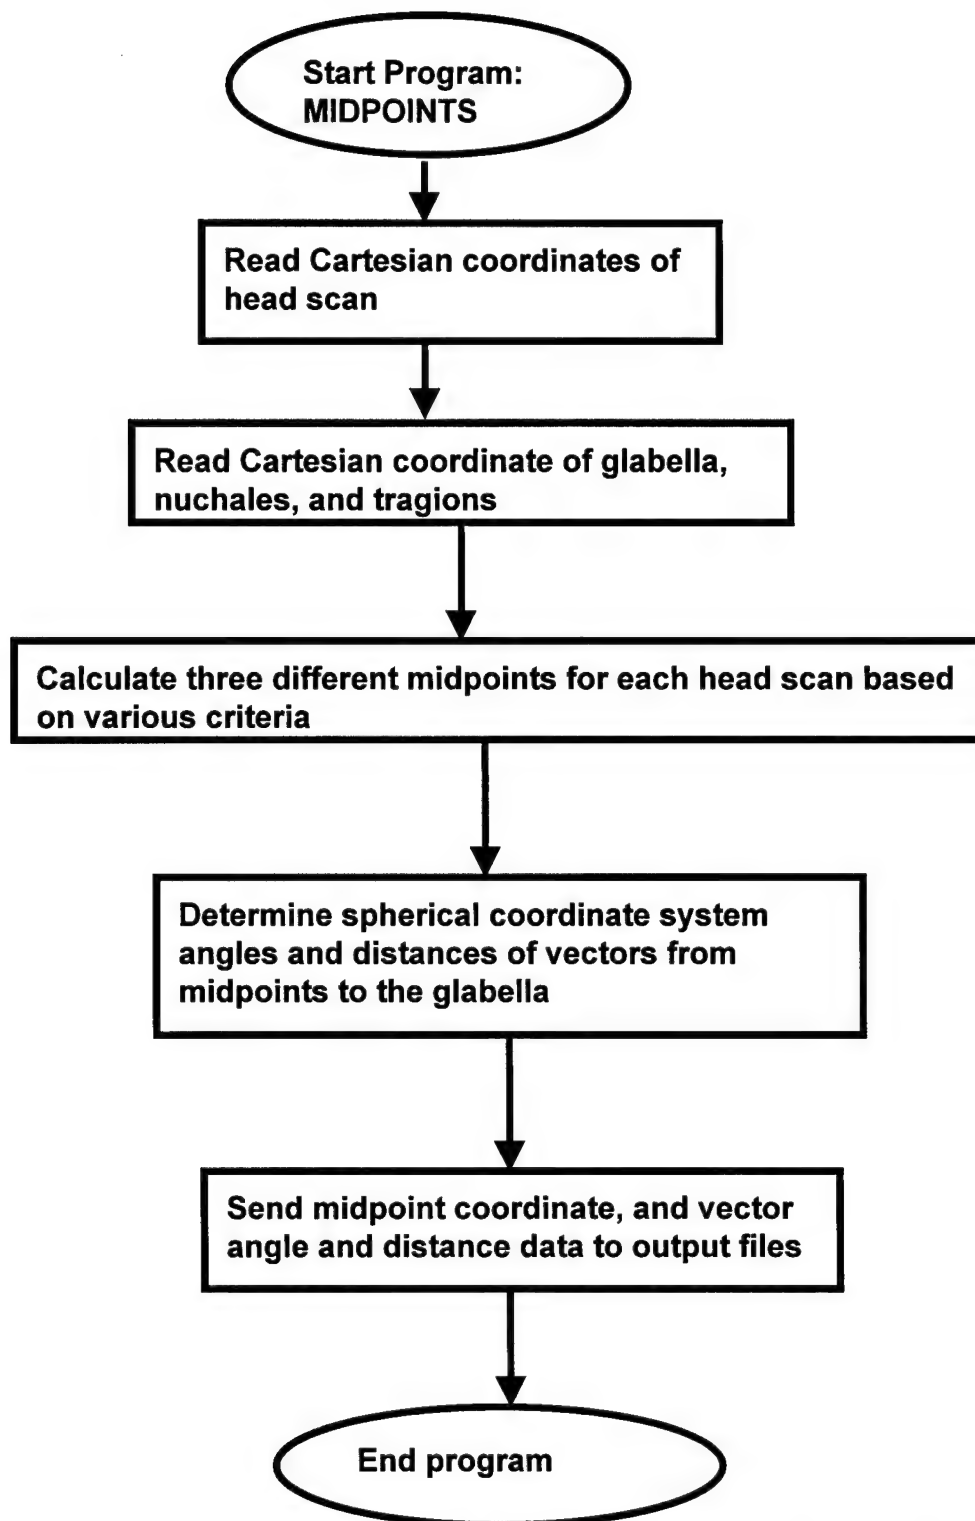 Start Program:
MIDPOINTS
Read Cartesian coordinates of
head scan
Read Cartesian coordinate of glabella,
nuchales, and tragions
Calculate three different midpoints for each head scan based
on various criteria
Determine spherical coordinate system
angles and distances of vectors from
midpoints to the glabella
Send midpoint coordinate, and vector
angle and distance data to output files
End program